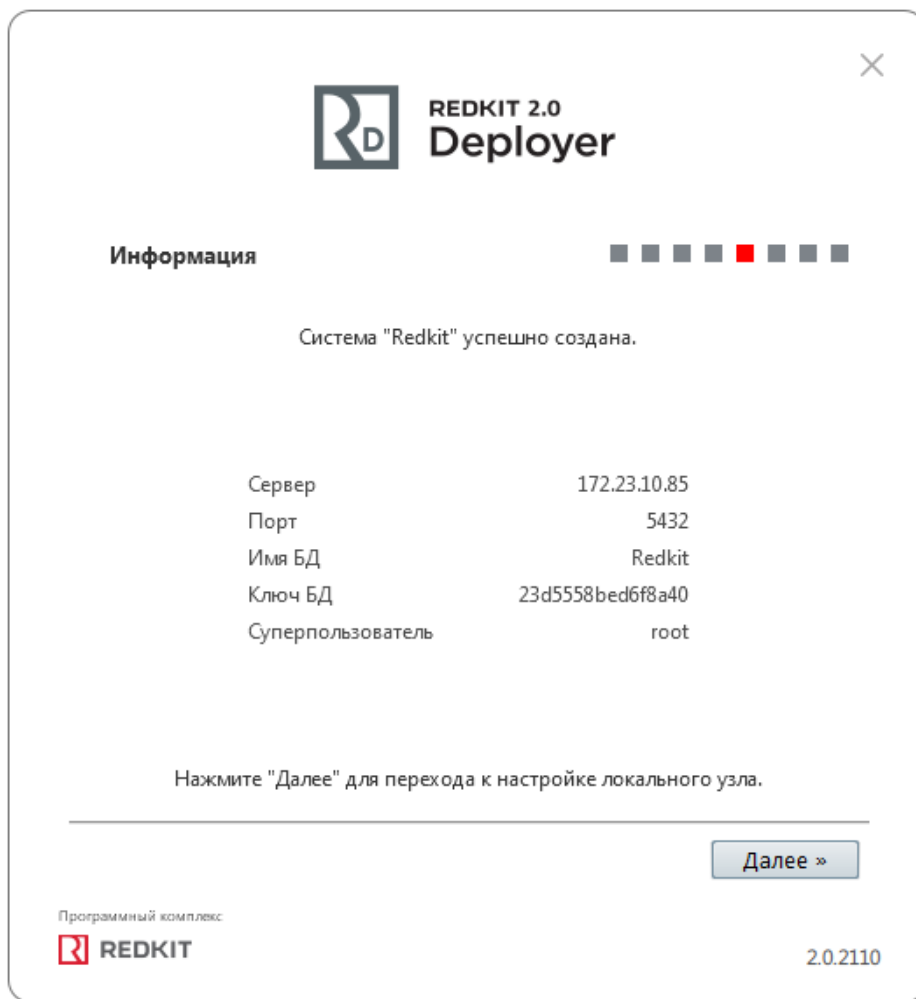 RD
REDKIT 2.0
Deployer
Информация
Система "Redkit" успешно создана.
Сервер 172.23.10.85
Порт 5432
Имя БД Redkit
Ключ БД 23d5558bed6f8a40
Суперпользователь root
Нажмите "Далее" для перехода к настройке локального узла.
Далее »
Программный комплекс
REDKIT
2.0.2110